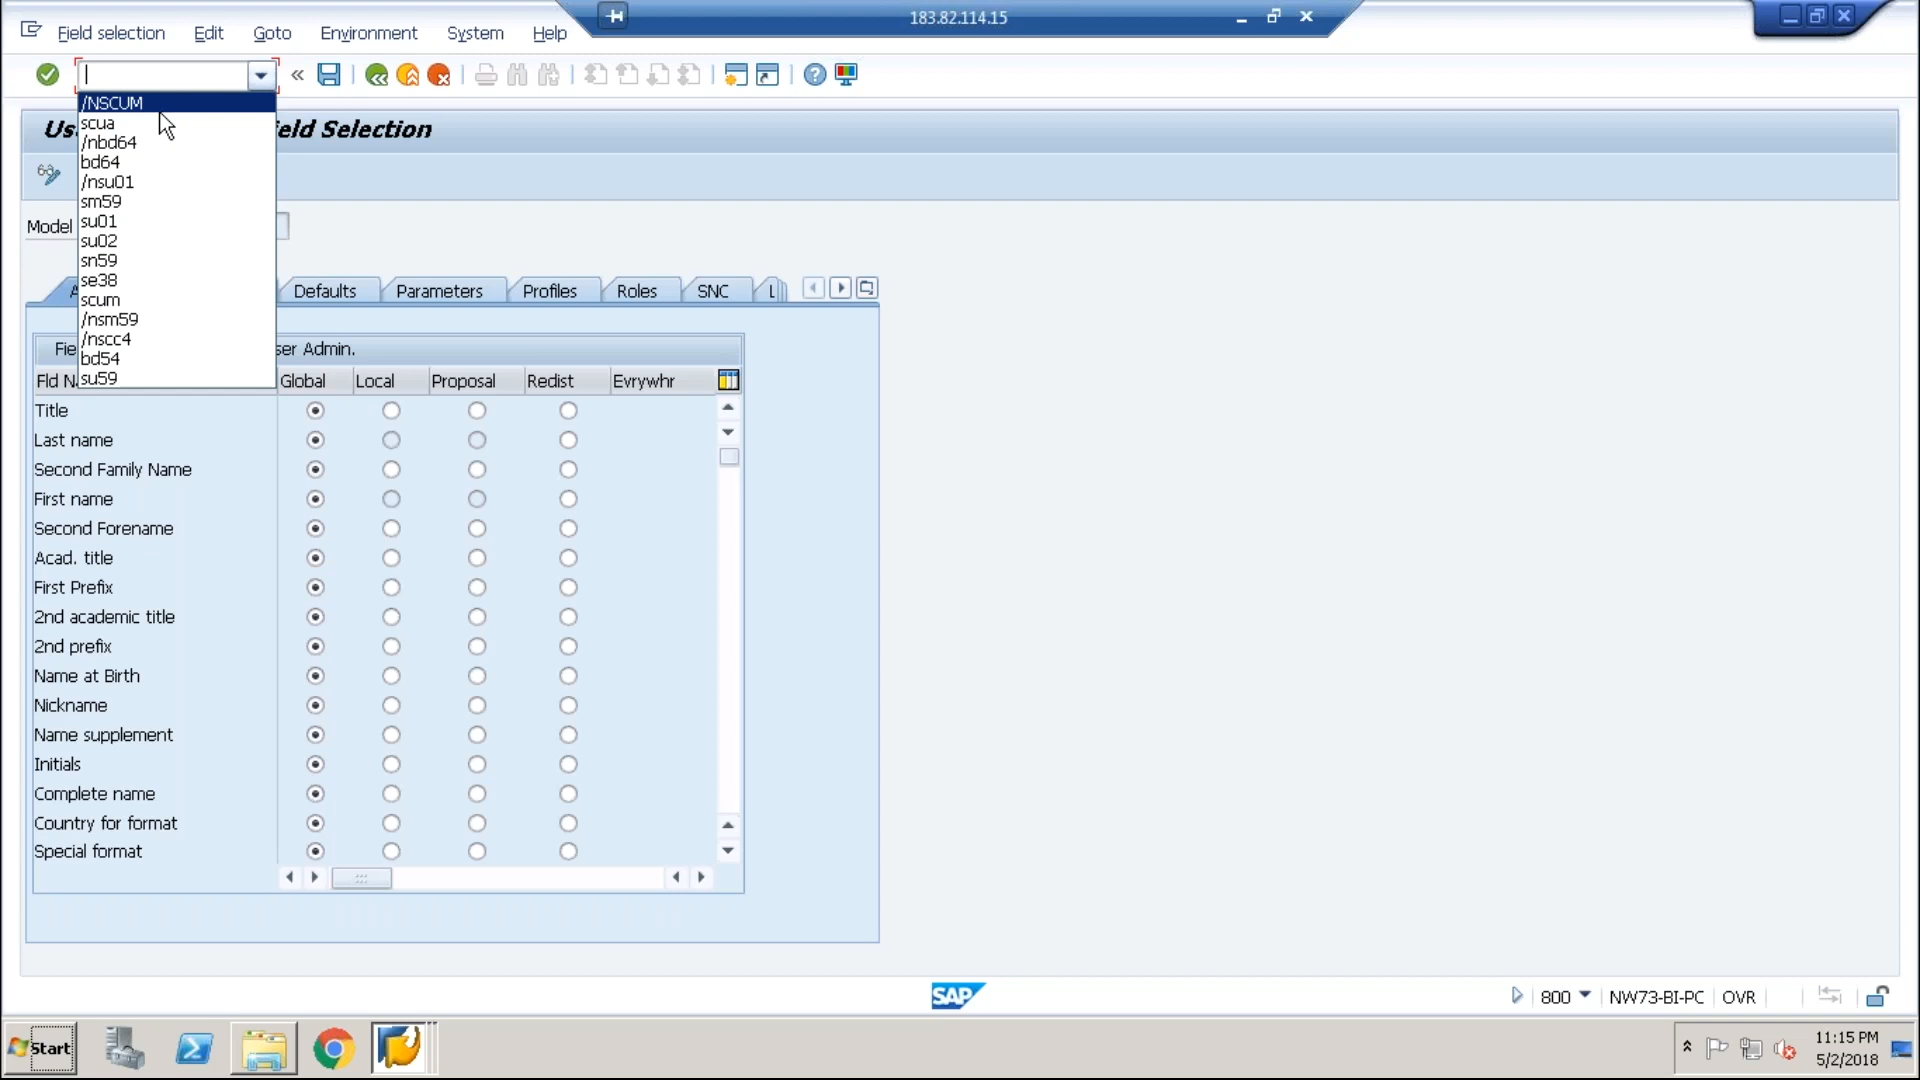 183.82.114.15
Field selection Edit Goto Environment System Help
/NSCUM
scua
/nbd64
bd64
/nsu01
sm59
su01
su02
sn59
se38
scum
/nsm59
/nscc4
bd54
su59
Us eld Selection
Model
A Defaults Parameters Profiles Roles SNC L
Fie ser Admin.
Fld N Global Local Proposal Redist Evrywhr
Title
Last name
Second Family Name
First name
Second Forename
Acad. title
First Prefix
2nd academic title
2nd prefix
Name at Birth
Nickname
Name supplement
Initials
Complete name
Country for format
Special format
SAP
800 NW73-BI-PC OVR
Start
11:15 PM
5/2/2018